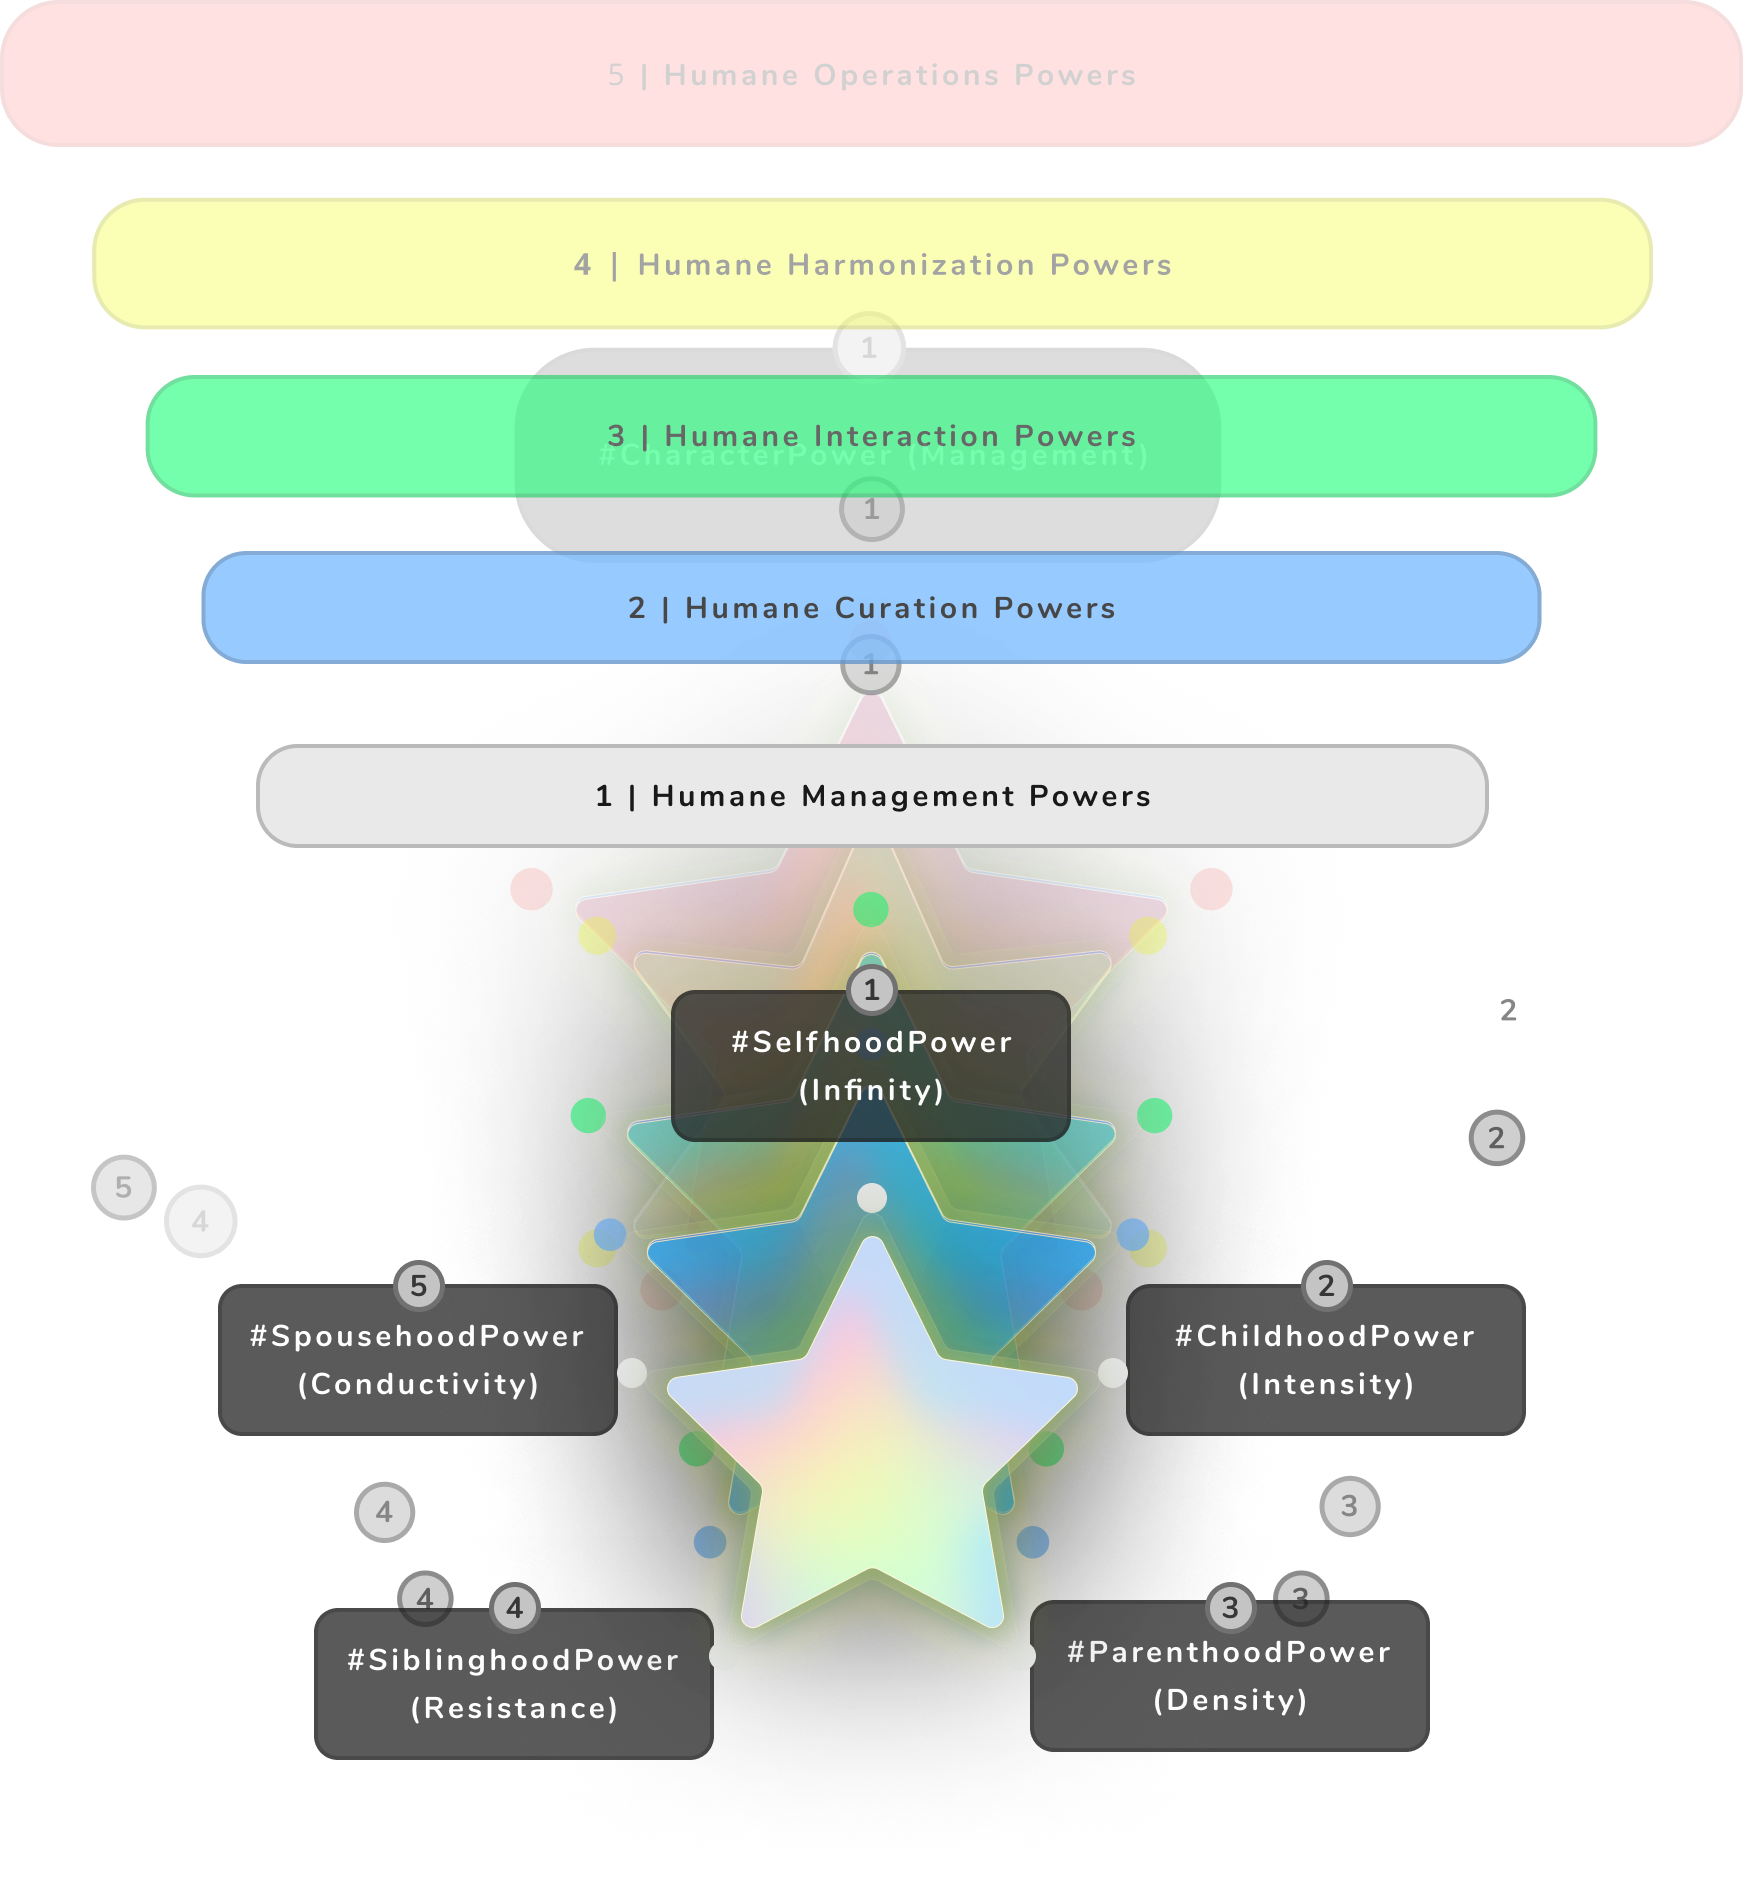 5 | Humane Operations Powers
4 | Humane Harmonization Powers
1
3 | Humane Interaction Powers
#CharacterPower (Management)
1
2 | Humane Curation Powers
1
1 | Humane Management Powers
1
#SelfhoodPower
(Infinity)
2
2
5
4
5
#SpousehoodPower
(Conductivity)
2
#ChildhoodPower
(Intensity)
4
3
4
4
#SiblinghoodPower
(Resistance)
3
3
#ParenthoodPower
(Density)